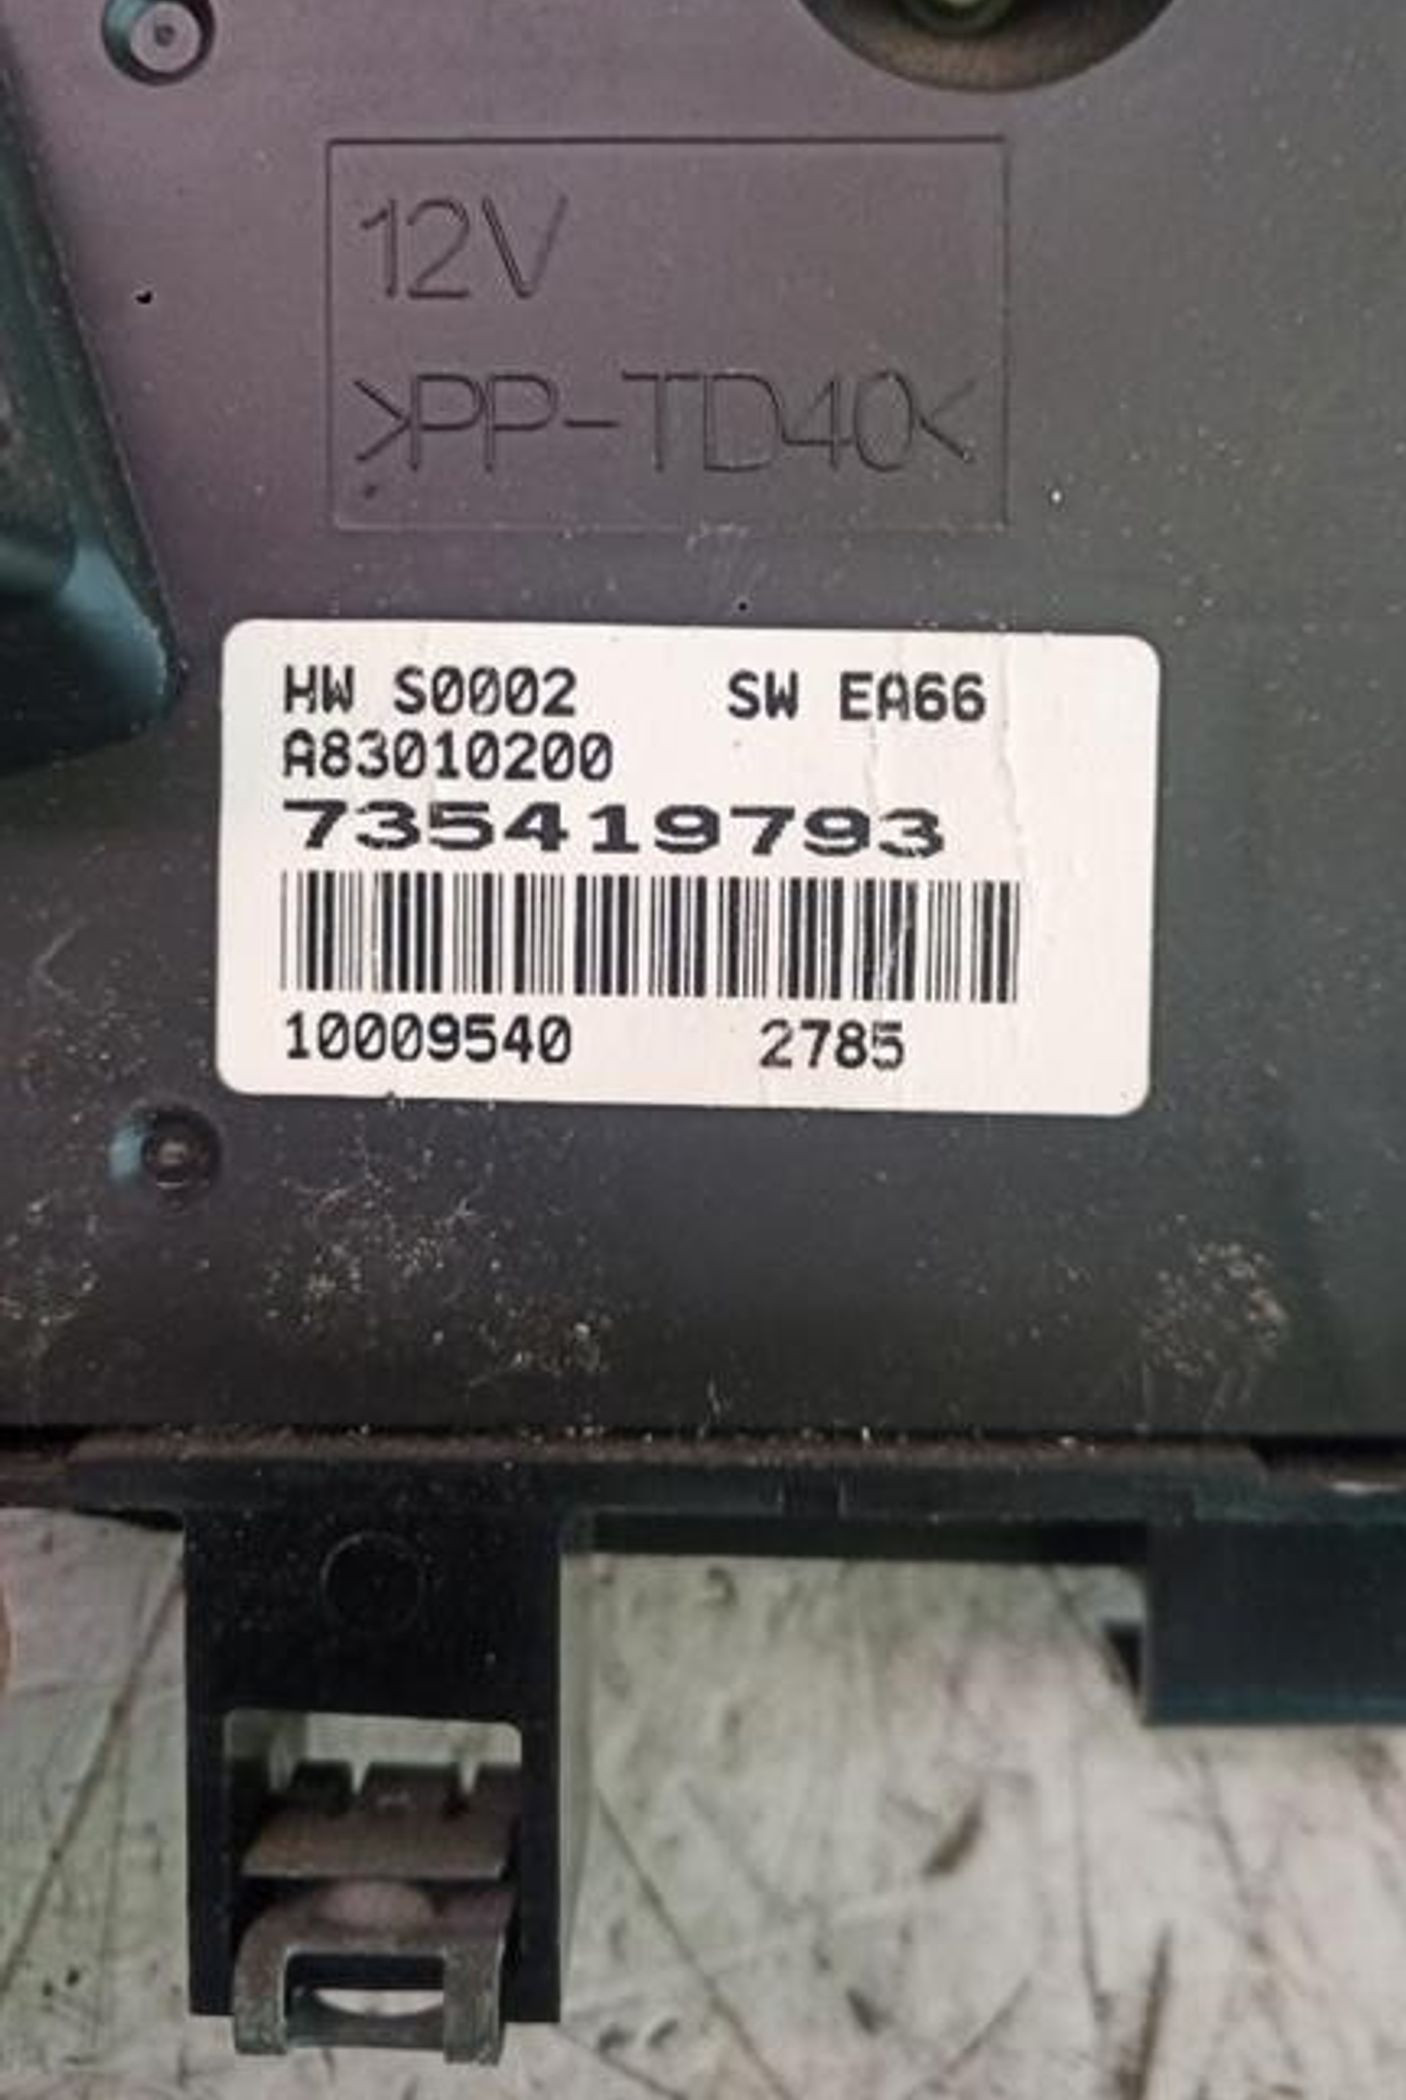 12V
>PP-TD40<
HW S0002 SW EA66
A83010200
735419793
10009540 2785